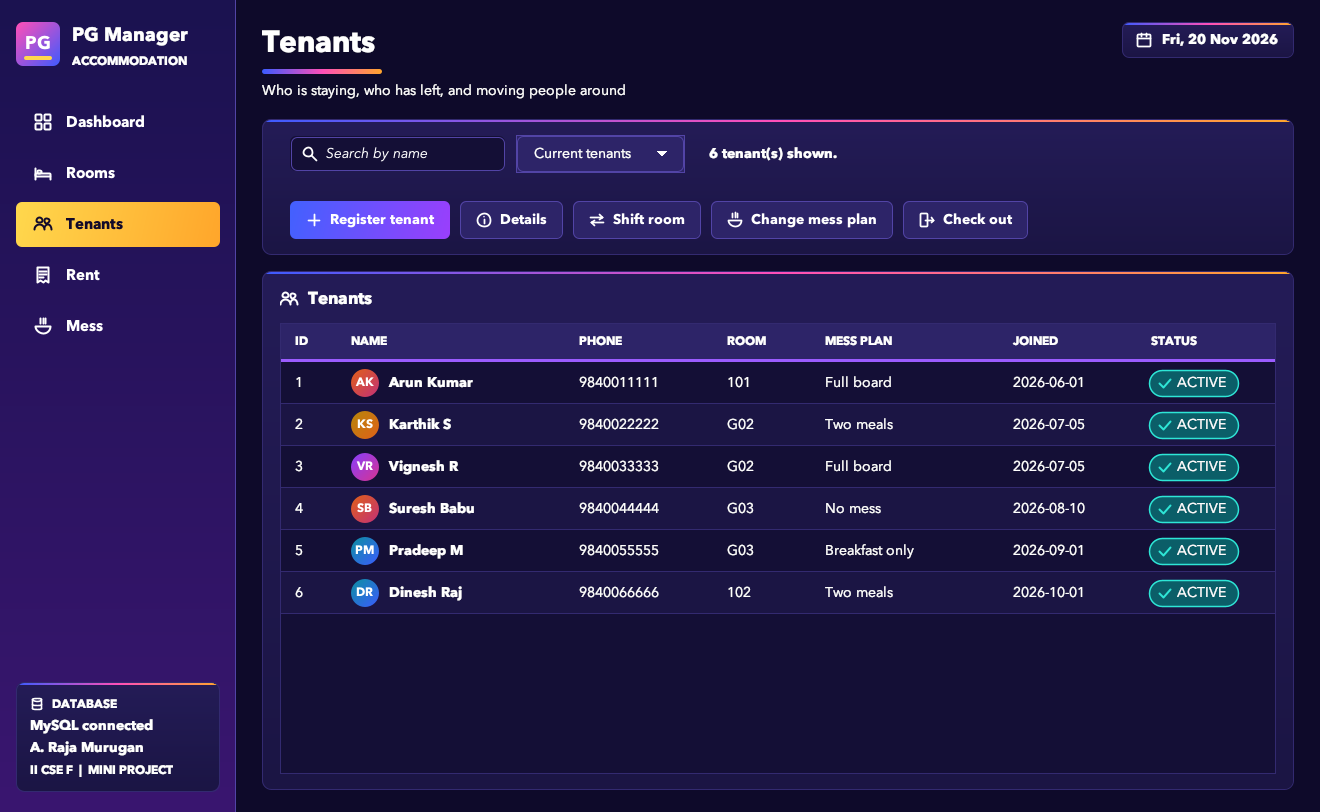 PG
PG Manager
ACCOMMODATION
Dashboard
Rooms
Tenants
Rent
Mess
DATABASE
MySQL connected
A. Raja Murugan
II CSE F | MINI PROJECT
Tenants
Who is staying, who has left, and moving people around
Fri, 20 Nov 2026
Search by name
Current tenants
6 tenant(s) shown.
Register tenant
Details
Shift room
Change mess plan
Check out
Tenants
ID NAME PHONE ROOM MESS PLAN JOINED STATUS
1 AK Arun Kumar 9840011111 101 Full board 2026-06-01 ACTIVE
2 KS Karthik S 9840022222 G02 Two meals 2026-07-05 ACTIVE
3 VR Vignesh R 9840033333 G02 Full board 2026-07-05 ACTIVE
4 SB Suresh Babu 9840044444 G03 No mess 2026-08-10 ACTIVE
5 PM Pradeep M 9840055555 G03 Breakfast only 2026-09-01 ACTIVE
6 DR Dinesh Raj 9840066666 102 Two meals 2026-10-01 ACTIVE